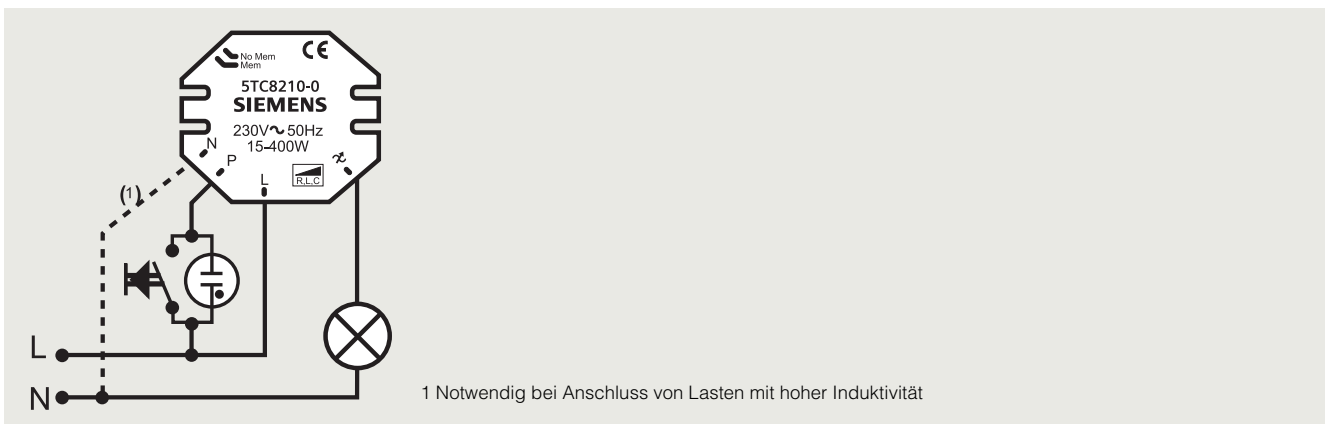 No Mem
Mem
CE
5TC8210-0
SIEMENS
230V~50Hz
15-400W
N
P
L
R,L,C
(1)
L
N
1 Notwendig bei Anschluss von Lasten mit hoher Induktivität